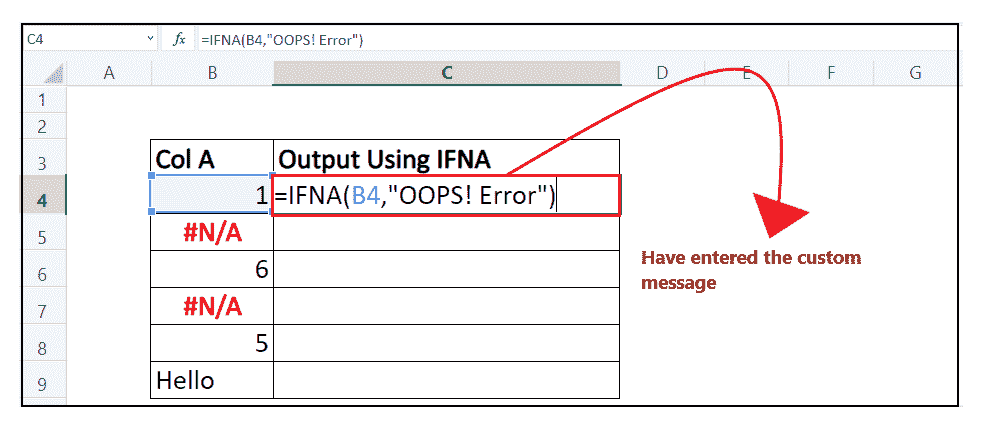 C4 fx =IFNA(B4,"OOPS! Error")
A B C D E F G
1
2
3 Col A Output Using IFNA
4 1 =IFNA(B4,"OOPS! Error")
5 #N/A
6 6
7 #N/A
8 5
9 Hello
Have entered the custom
message